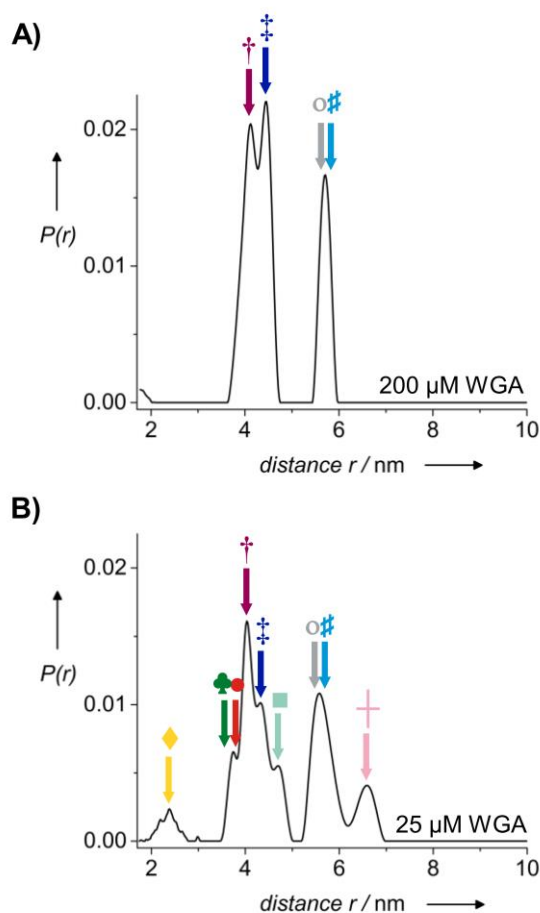 A)
† ‡ o #
0.02
P(r)
0.01
0.00
200 µM WGA
2 4 6 8 10
distance r / nm
B)
† ‡ o #
0.02
P(r)
0.01
0.00
25 µM WGA
2 4 6 8 10
distance r / nm